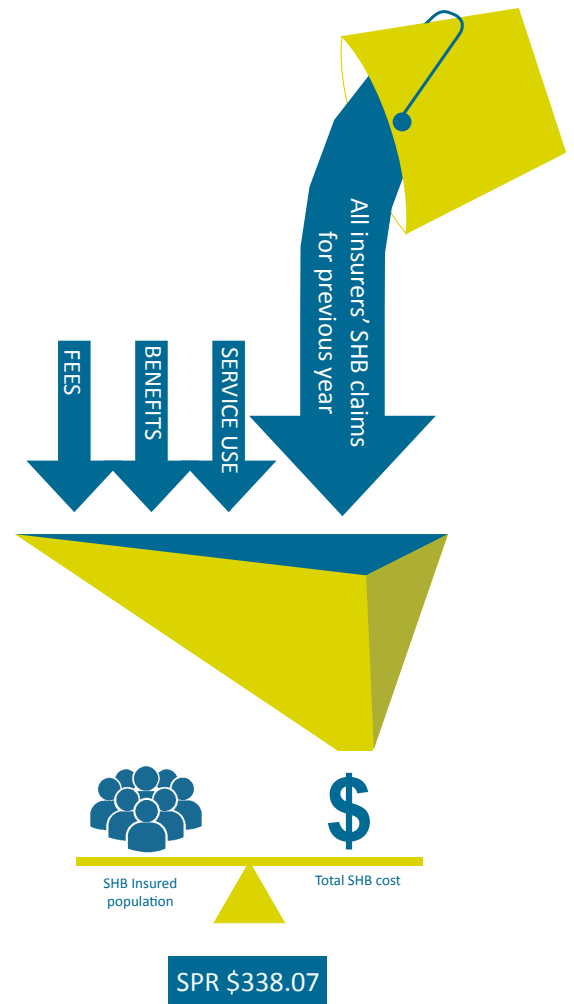 All insurers’ SHB claims
for previous year
FEES
BENEFITS
SERVICE USE
$
SHB Insured
population
Total SHB cost
SPR $338.07